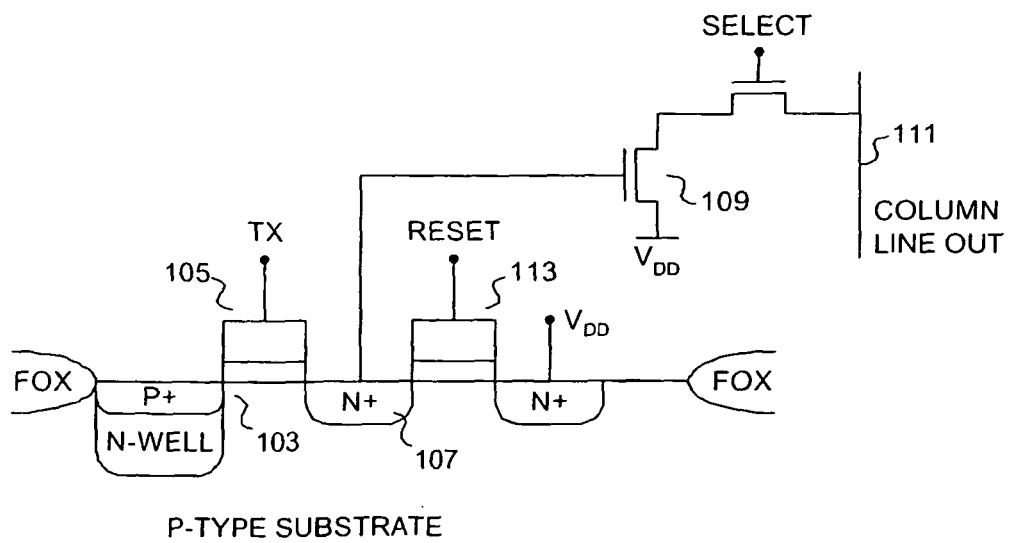 SELECT
111
109
COLUMN
LINE OUT
V_DD
TX
RESET
105
113
V_DD
FOX
P+
N+
N+
FOX
N-WELL
103
107
P-TYPE SUBSTRATE